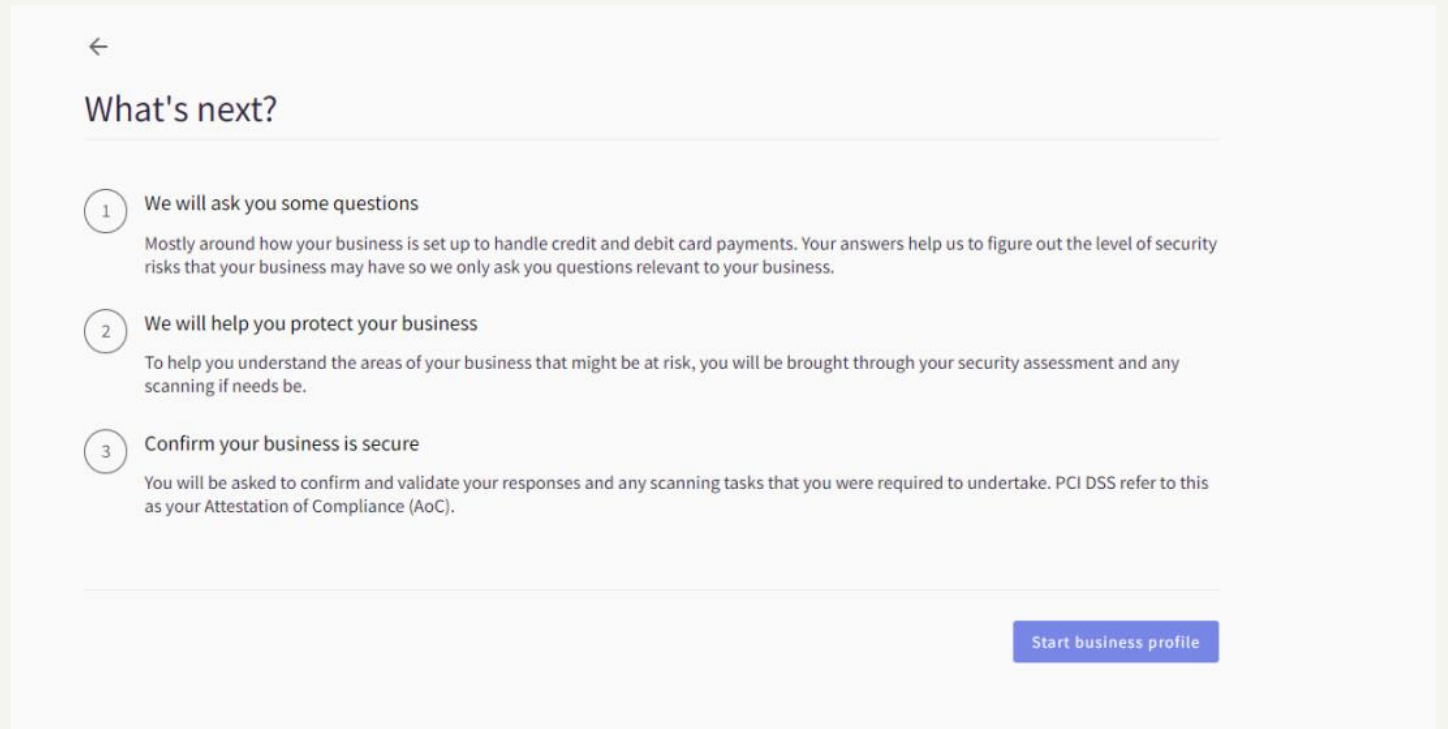 What's next?
1
We will ask you some questions
Mostly around how your business is set up to handle credit and debit card payments. Your answers help us to figure out the level of security
risks that your business may have so we only ask you questions relevant to your business.
2
We will help you protect your business
To help you understand the areas of your business that might be at risk, you will be brought through your security assessment and any
scanning if needs be.
3
Confirm your business is secure
You will be asked to confirm and validate your responses and any scanning tasks that you were required to undertake. PCI DSS refer to this
as your Attestation of Compliance (AoC).
Start business profile